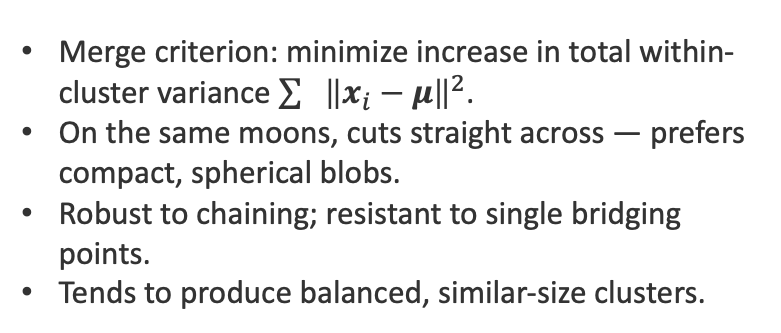 • Merge criterion: minimize increase in total within-
cluster variance ∑ ‖𝒙ᵢ − 𝝁‖².
• On the same moons, cuts straight across — prefers
compact, spherical blobs.
• Robust to chaining; resistant to single bridging
points.
• Tends to produce balanced, similar-size clusters.